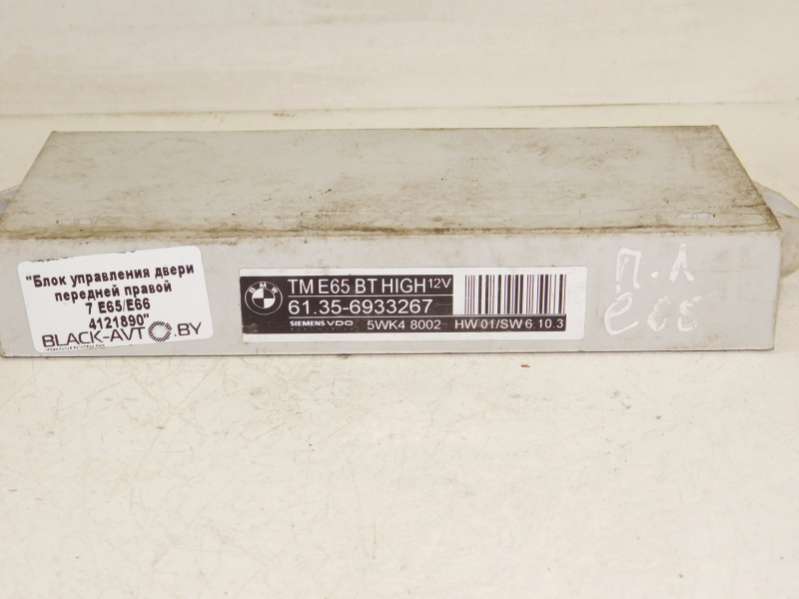 "Блок управления двери
передней правой
7 E65/E66
4121890"
BLACK-AVTO.BY
BMW
TM E65 BT HIGH 12V
61.35-6933267
SIEMENS VDO 5WK4 8002 HW 01/SW 6.10.3
П.Л
e65